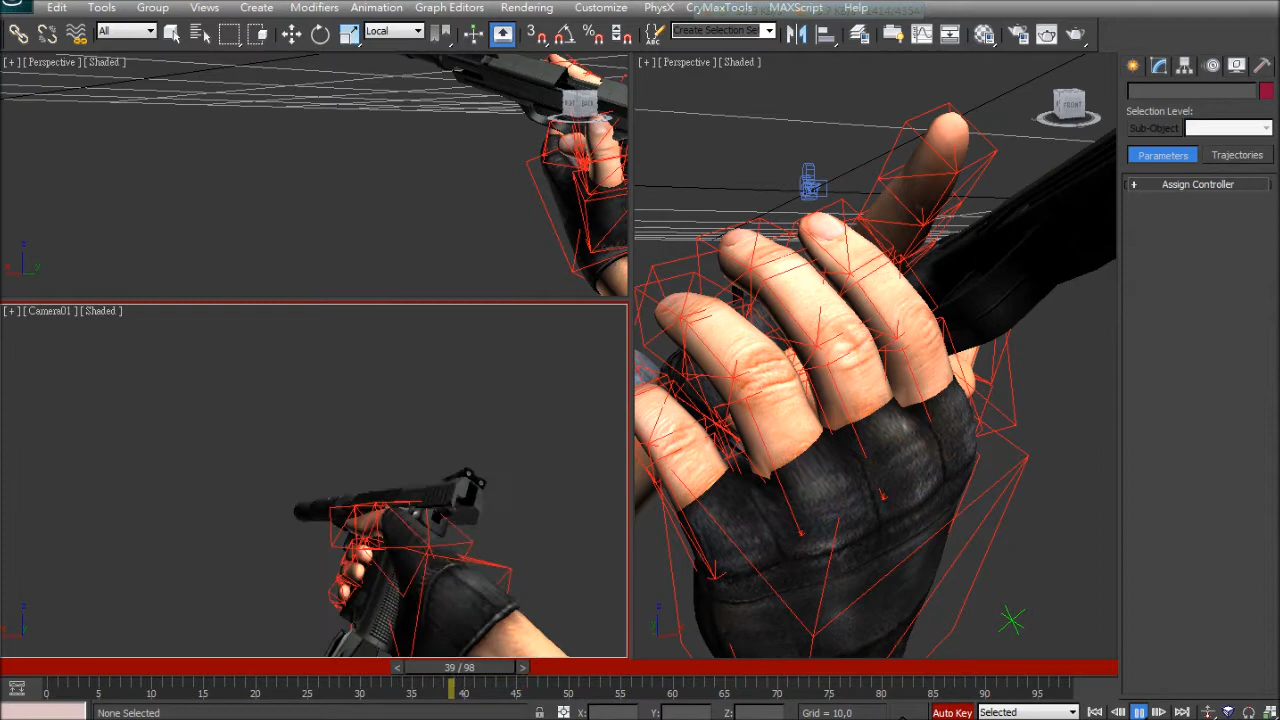 Edit Tools Group Views Create Modifiers Animation Graph Editors Rendering Customize PhysX CryMaxTools MAXScript Help
All Local 3 % Create Selection Se
[ + ] [ Perspective ] [ Shaded ]
[ + ] [ Perspective ] [ Shaded ]
BACK
FRONT
Selection Level:
Sub-Object
Parameters Trajectories
+ Assign Controller
z
x y
[ + ] [ Camera01 ] [ Shaded ]
z
z
< 39 / 98 >
0 5 10 15 20 25 30 35 40 45 50 55 60 65 70 75 80 85 90 95
None Selected X: Y: Z: Grid = 10,0 Auto Key Selected